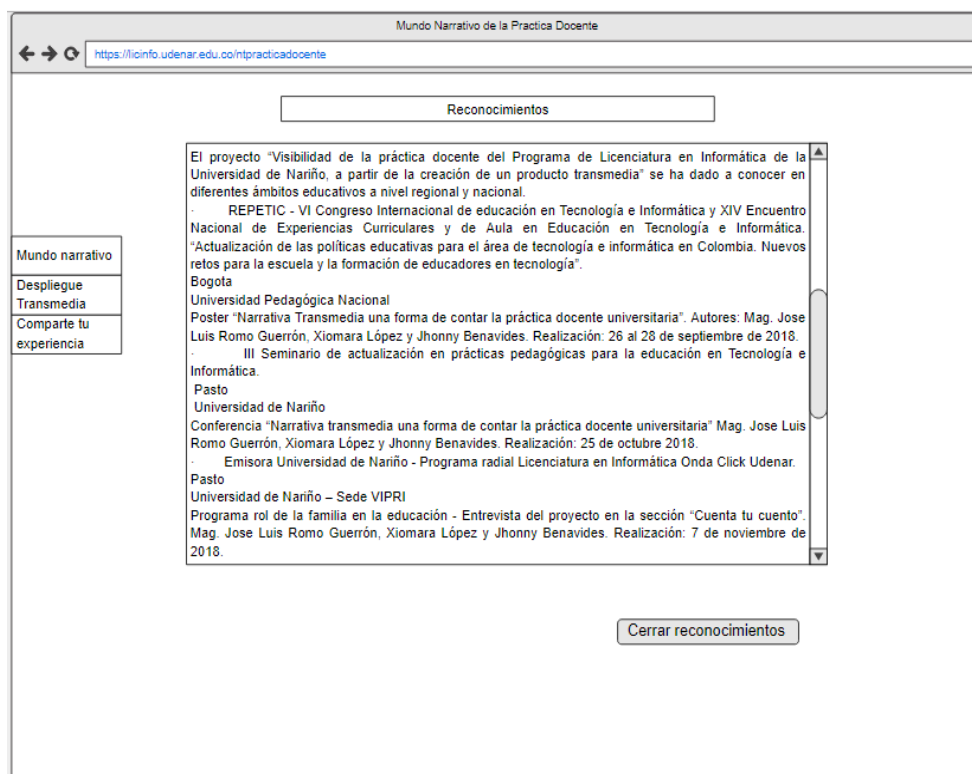 Mundo Narrativo de la Practica Docente
https://licinfo.udenar.edu.co/ntpracticadocente
Reconocimientos
El proyecto “Visibilidad de la práctica docente del Programa de Licenciatura en Informática de la
Universidad de Nariño, a partir de la creación de un producto transmedia” se ha dado a conocer en
diferentes ámbitos educativos a nivel regional y nacional.
· REPETIC - VI Congreso Internacional de educación en Tecnología e Informática y XIV Encuentro
Nacional de Experiencias Curriculares y de Aula en Educación en Tecnología e Informática.
“Actualización de las políticas educativas para el área de tecnología e informática en Colombia. Nuevos
retos para la escuela y la formación de educadores en tecnología”.
Bogota
Universidad Pedagógica Nacional
Poster “Narrativa Transmedia una forma de contar la práctica docente universitaria”. Autores: Mag. Jose
Luis Romo Guerrón, Xiomara López y Jhonny Benavides. Realización: 26 al 28 de septiembre de 2018.
· III Seminario de actualización en prácticas pedagógicas para la educación en Tecnología e
Informática.
Pasto
Universidad de Nariño
Conferencia “Narrativa transmedia una forma de contar la práctica docente universitaria” Mag. Jose Luis
Romo Guerrón, Xiomara López y Jhonny Benavides. Realización: 25 de octubre 2018.
· Emisora Universidad de Nariño - Programa radial Licenciatura en Informática Onda Click Udenar.
Pasto
Universidad de Nariño – Sede VIPRI
Programa rol de la familia en la educación - Entrevista del proyecto en la sección “Cuenta tu cuento”.
Mag. Jose Luis Romo Guerrón, Xiomara López y Jhonny Benavides. Realización: 7 de noviembre de
2018.
Mundo narrativo
Despliegue
Transmedia
Comparte tu
experiencia
Cerrar reconocimientos